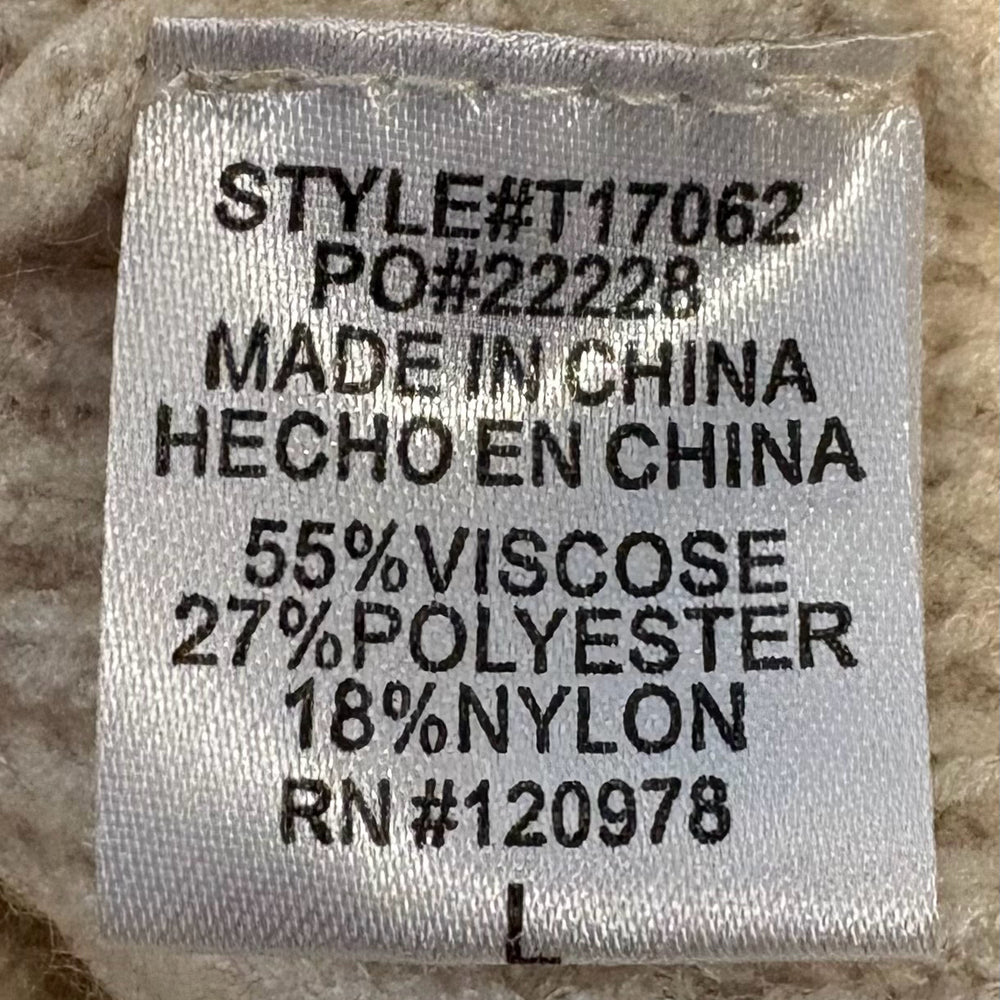 STYLE#T17062
PO#22228
MADE IN CHINA
HECHO EN CHINA
55%VISCOSE
27%POLYESTER
18%NYLON
RN #120978
L